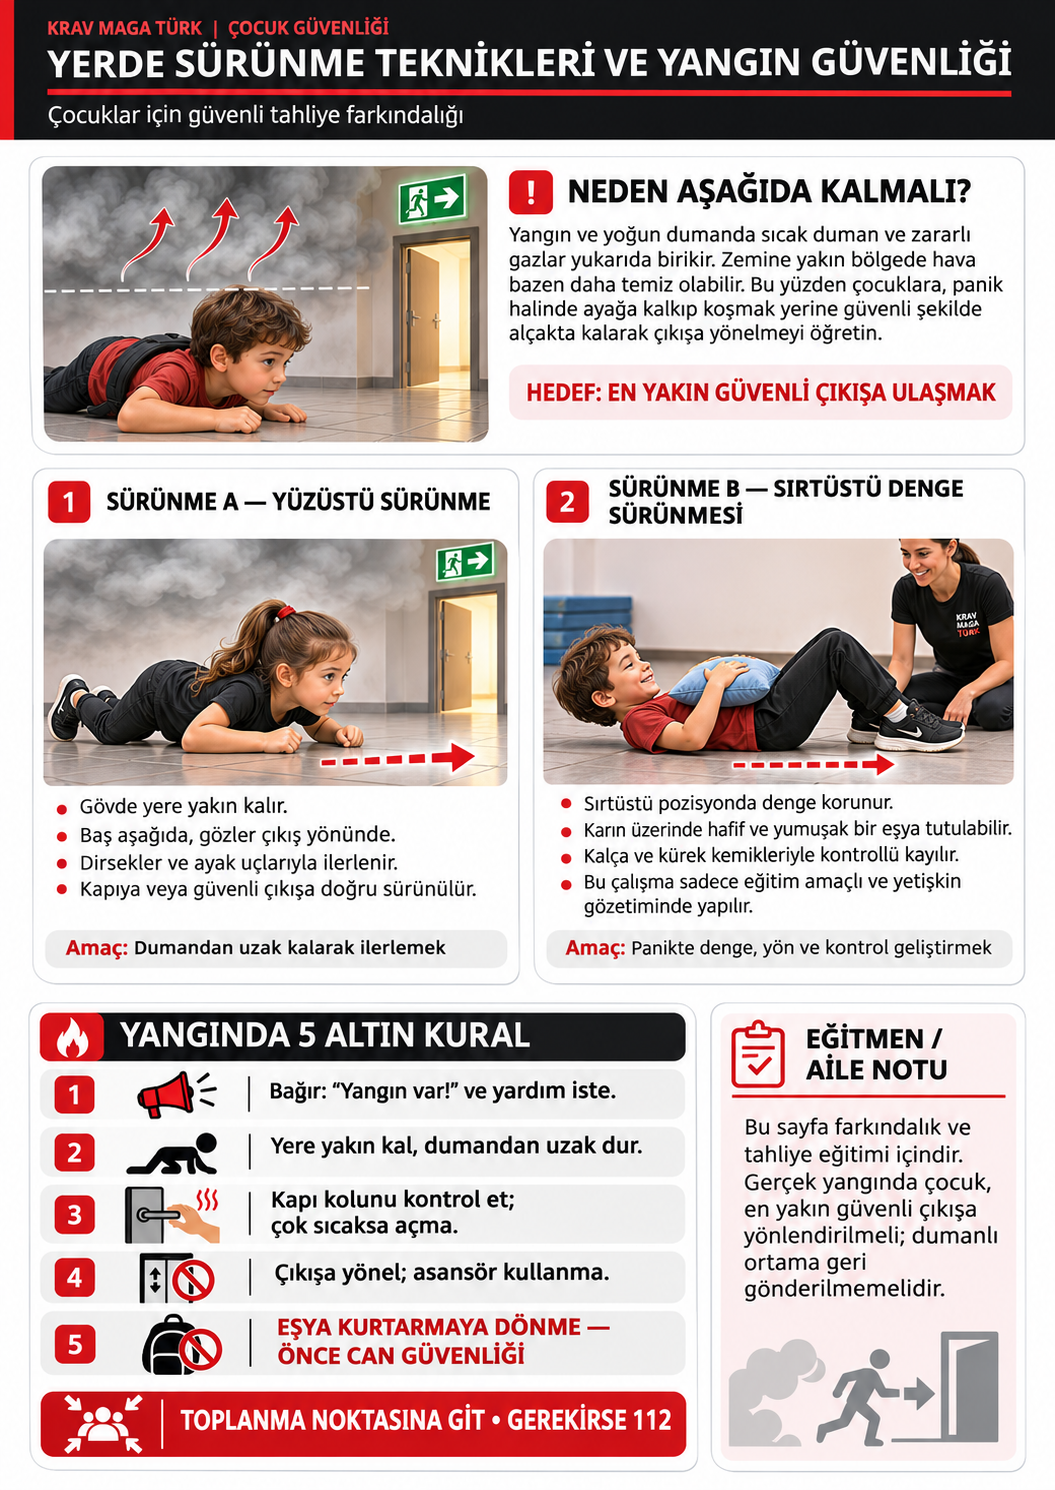 KRAV MAGA TÜRK | ÇOCUK GÜVENLİĞİ
YERDE SÜRÜNME TEKNİKLERİ VE YANGIN GÜVENLİĞİ
Çocuklar için güvenli tahliye farkındalığı
! NEDEN AŞAĞIDA KALMALI?
Yangın ve yoğun dumanda sıcak duman ve zararlı
gazlar yukarıda birikir. Zemine yakın bölgede hava
bazen daha temiz olabilir. Bu yüzden çocuklara, panik
halinde ayağa kalkıp koşmak yerine güvenli şekilde
alçakta kalarak çıkışa yönelmeyi öğretin.
HEDEF: EN YAKIN GÜVENLİ ÇIKIŞA ULAŞMAK
1 SÜRÜNME A — YÜZÜSTÜ SÜRÜNME
Gövde yere yakın kalır.
Baş aşağıda, gözler çıkış yönünde.
Dirsekler ve ayak uçlarıyla ilerlenir.
Kapıya veya güvenli çıkışa doğru sürünülür.
Amaç: Dumandan uzak kalarak ilerlemek
2 SÜRÜNME B — SIRTÜSTÜ DENGE
SÜRÜNMESİ
KRAV
MAGA
TÜRK
Sırtüstü pozisyonda denge korunur.
Karın üzerinde hafif ve yumuşak bir eşya tutulabilir.
Kalça ve kürek kemikleriyle kontrollü kayılır.
Bu çalışma sadece eğitim amaçlı ve yetişkin
gözetiminde yapılır.
Amaç: Panikte denge, yön ve kontrol geliştirmek
YANGINDA 5 ALTIN KURAL
1 Bağır: “Yangın var!” ve yardım iste.
2 Yere yakın kal, dumandan uzak dur.
3 Kapı kolunu kontrol et;
çok sıcaksa açma.
4 Çıkışa yönel; asansör kullanma.
5 EŞYA KURTARMAYA DÖNME —
ÖNCE CAN GÜVENLİĞİ
TOPLANMA NOKTASINA GİT • GEREKİRSE 112
EĞİTMEN /
AİLE NOTU
Bu sayfa farkındalık ve
tahliye eğitimi içindir.
Gerçek yangında çocuk,
en yakın güvenli çıkışa
yönlendirilmeli; dumanlı
ortama geri
gönderilmemelidir.